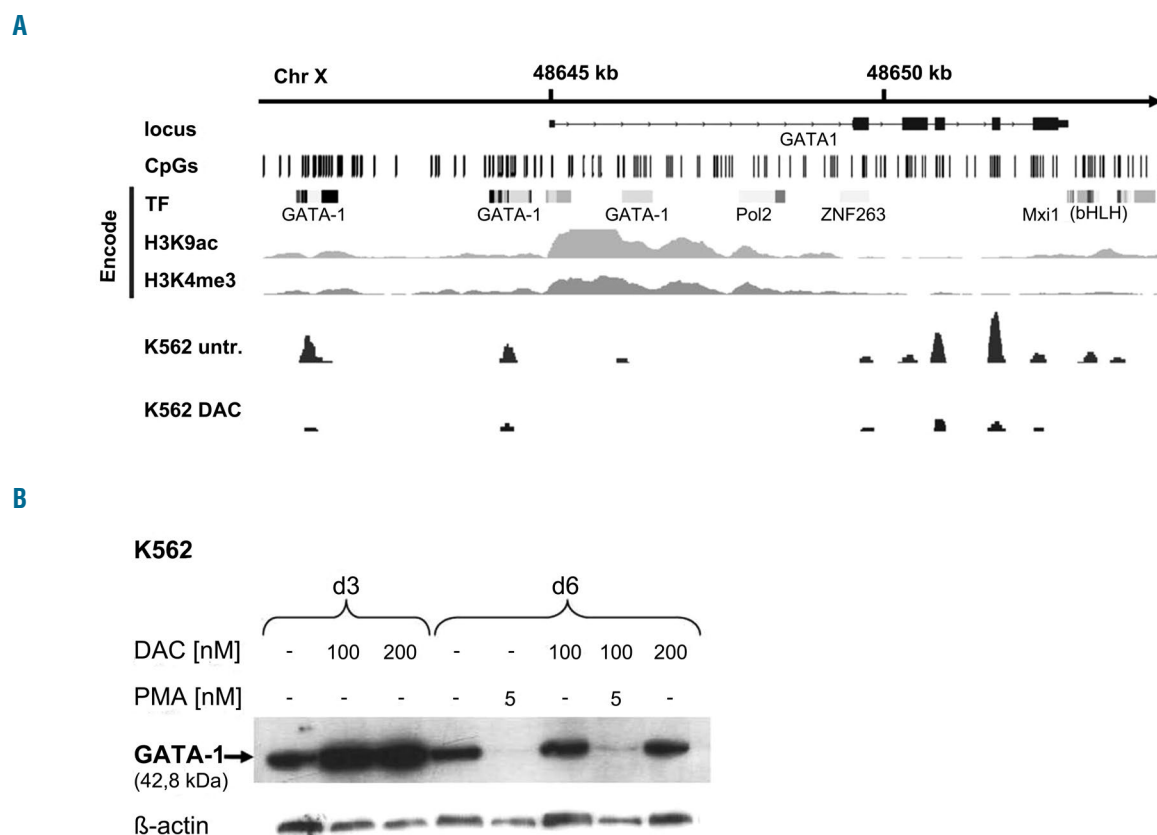 A
Chr X 48645 kb 48650 kb
locus
GATA1
CpGs
Encode
TF
GATA-1 GATA-1 GATA-1 Pol2 ZNF263 Mxi1 (bHLH)
H3K9ac
H3K4me3
K562 untr.
K562 DAC
B
K562
d3 d6
DAC [nM] - 100 200 - - 100 100 200
PMA [nM] - - - - 5 - 5 -
GATA-1
(42,8 kDa)
ß-actin